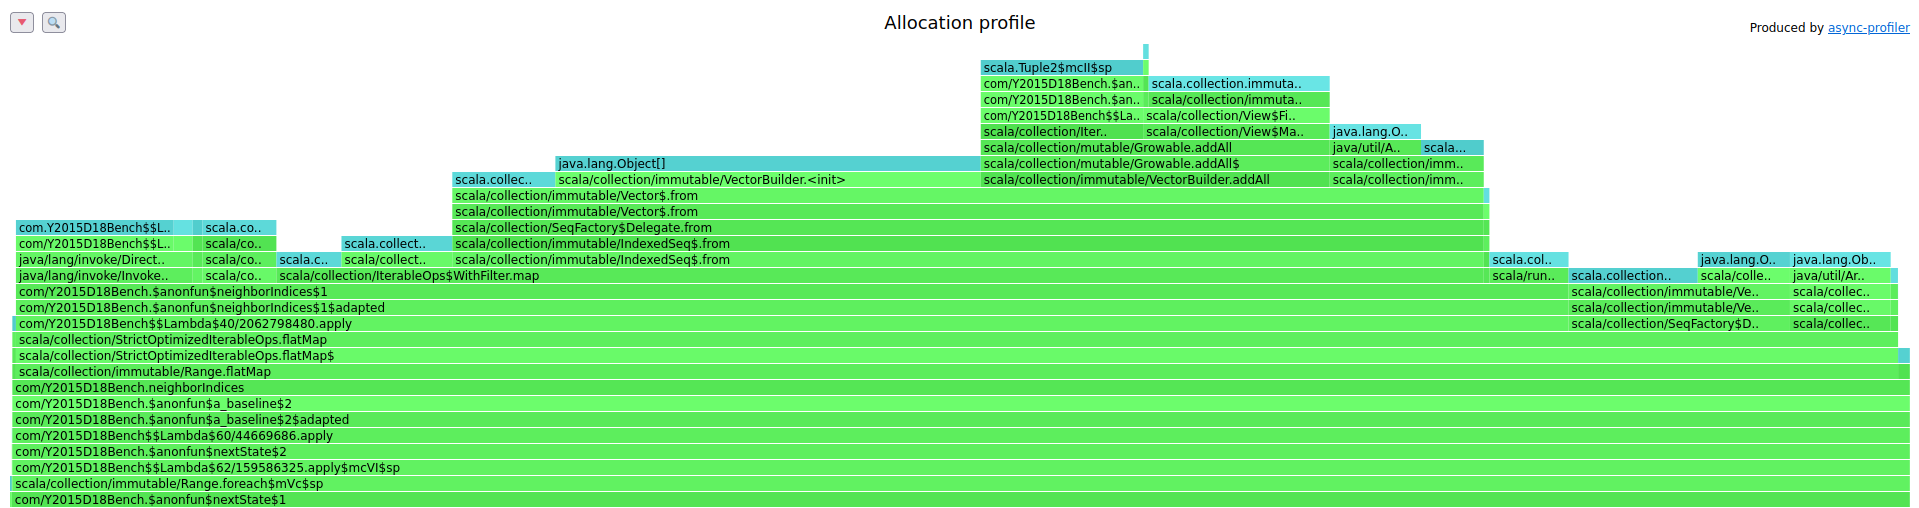 Allocation profile
Produced by async-profiler
scala.Tuple2$mcII$sp
com/Y2015D18Bench.$an.. scala.collection.immuta..
com/Y2015D18Bench.$an.. scala/collection/immuta..
com/Y2015D18Bench$$La.. scala/collection/View$Fi..
scala/collection/Iter.. scala/collection/View$Ma.. java.lang.O..
scala/collection/mutable/Growable.addAll java/util/A.. scala...
java.lang.Object[] scala/collection/mutable/Growable.addAll$ scala/collection/imm..
scala.collec.. scala/collection/immutable/VectorBuilder.<init> scala/collection/immutable/VectorBuilder.addAll scala/collection/imm..
scala/collection/immutable/Vector$.from
scala/collection/immutable/Vector$.from
com.Y2015D18Bench$$L.. scala.co.. scala/collection/SeqFactory$Delegate.from
com/Y2015D18Bench$$L.. scala/co.. scala.collect.. scala/collection/immutable/IndexedSeq$.from
java/lang/invoke/Direct.. scala/co.. scala.c.. scala/collect.. scala/collection/immutable/IndexedSeq$.from scala.col.. java.lang.O.. java.lang.Ob..
java/lang/invoke/Invoke.. scala/co.. scala/collection/IterableOps$WithFilter.map scala/run.. scala.collection.. scala/colle.. java/util/Ar..
com/Y2015D18Bench.$anonfun$neighborIndices$1 scala/collection/immutable/Ve.. scala/collec..
com/Y2015D18Bench.$anonfun$neighborIndices$1$adapted scala/collection/immutable/Ve.. scala/collec..
com/Y2015D18Bench$$Lambda$40/2062798480.apply scala/collection/SeqFactory$D.. scala/collec..
scala/collection/StrictOptimizedIterableOps.flatMap
scala/collection/StrictOptimizedIterableOps.flatMap$
scala/collection/immutable/Range.flatMap
com/Y2015D18Bench.neighborIndices
com/Y2015D18Bench.$anonfun$a_baseline$2
com/Y2015D18Bench.$anonfun$a_baseline$2$adapted
com/Y2015D18Bench$$Lambda$60/44669686.apply
com/Y2015D18Bench.$anonfun$nextState$2
com/Y2015D18Bench$$Lambda$62/159586325.apply$mcVI$sp
scala/collection/immutable/Range.foreach$mVc$sp
com/Y2015D18Bench.$anonfun$nextState$1